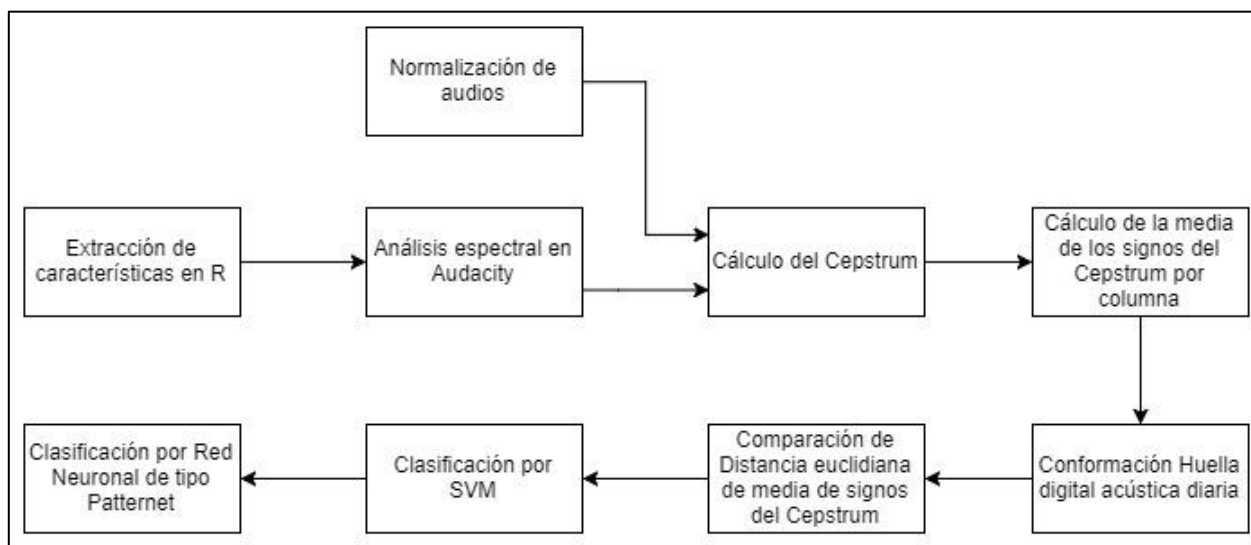 Normalización de
audios
Extracción de
características en R
Análisis espectral en
Audacity
Cálculo del Cepstrum
Cálculo de la media
de los signos del
Cepstrum por
columna
Clasificación por Red
Neuronal de tipo
Patternet
Clasificación por
SVM
Comparación de
Distancia euclidiana
de media de signos
del Cepstrum
Conformación Huella
digital acústica diaria